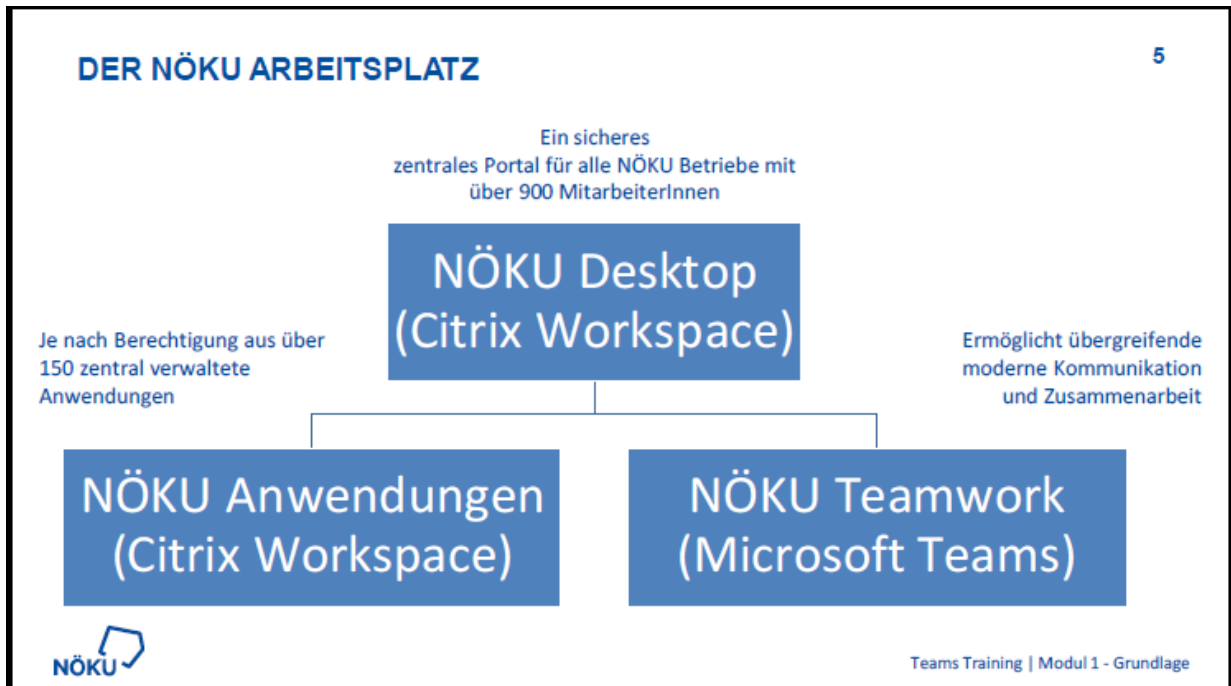 DER NÖKU ARBEITSPLATZ
5
Ein sicheres
zentrales Portal für alle NÖKU Betriebe mit
über 900 MitarbeiterInnen
NÖKU Desktop
(Citrix Workspace)
Je nach Berechtigung aus über
150 zentral verwaltete
Anwendungen
Ermöglicht übergreifende
moderne Kommunikation
und Zusammenarbeit
NÖKU Anwendungen
(Citrix Workspace)
NÖKU Teamwork
(Microsoft Teams)
NÖKU
Teams Training | Modul 1 - Grundlage